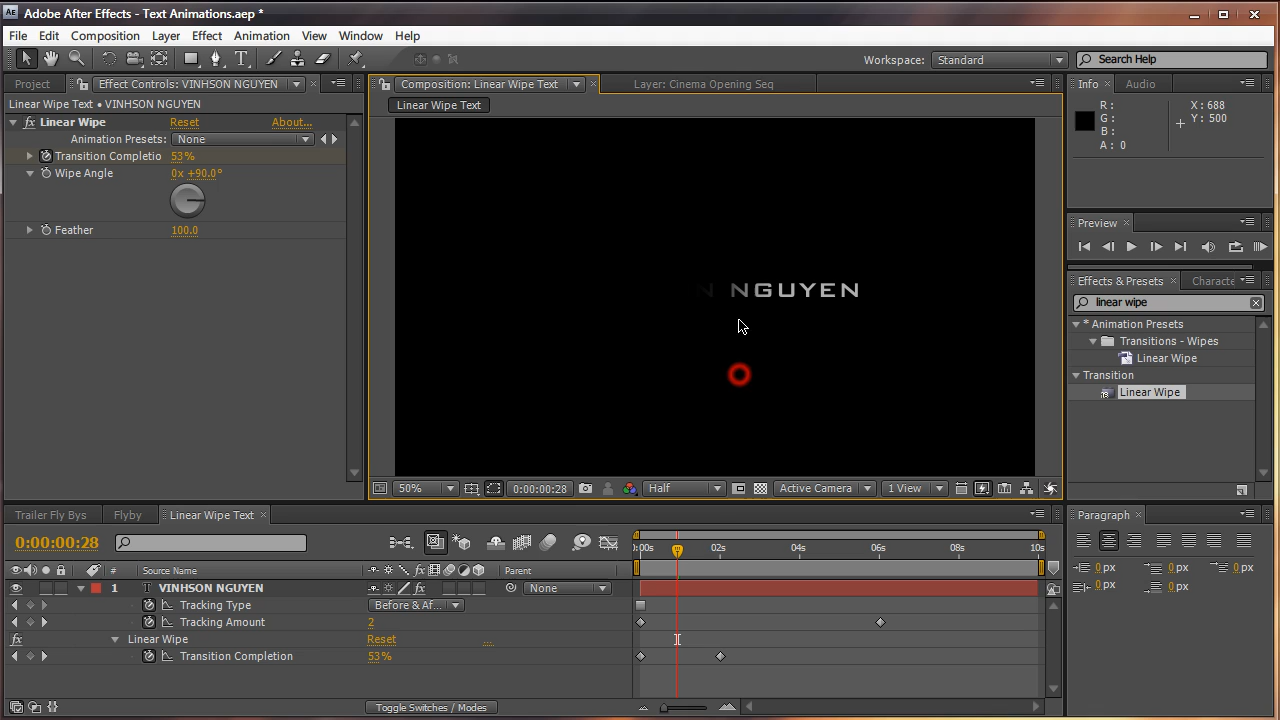 Adobe After Effects - Text Animations.aep *
File Edit Composition Layer Effect Animation View Window Help
Workspace: Standard Search Help
Project Effect Controls: VINHSON NGUYEN
Linear Wipe Text • VINHSON NGUYEN
Linear Wipe Reset About...
Animation Presets: None
Transition Completio 53%
Wipe Angle 0x +90.0°
Feather 100.0
Composition: Linear Wipe Text Layer: Cinema Opening Seq
Linear Wipe Text
N NGUYEN
50% 0:00:00:28 Half Active Camera 1 View
Info Audio
R : X : 688
G : Y : 500
B :
A : 0
Preview
Effects & Presets Characte
linear wipe
* Animation Presets
Transitions - Wipes
Linear Wipe
Transition
Linear Wipe
Trailer Fly Bys Flyby Linear Wipe Text
0:00:00:28
:00s 02s 04s 06s 08s 10s
# Source Name Parent
1 T VINHSON NGUYEN None
Tracking Type Before & Af...
Tracking Amount 2
Linear Wipe Reset ...
Transition Completion 53%
Toggle Switches / Modes
Paragraph
0 px 0 px 0 px
0 px 0 px